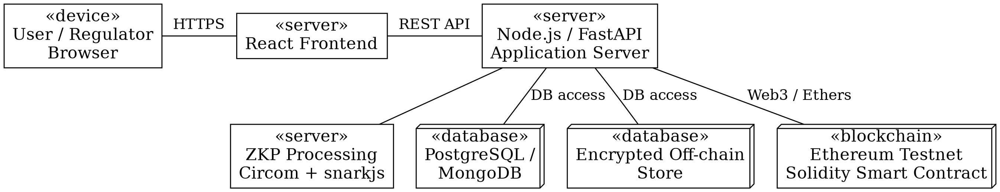 «device»
User / Regulator
Browser
HTTPS
«server»
React Frontend
REST API
«server»
Node.js / FastAPI
Application Server
DB access
DB access
Web3 / Ethers
«server»
ZKP Processing
Circom + snarkjs
«database»
PostgreSQL /
MongoDB
«database»
Encrypted Off-chain
Store
«blockchain»
Ethereum Testnet
Solidity Smart Contract